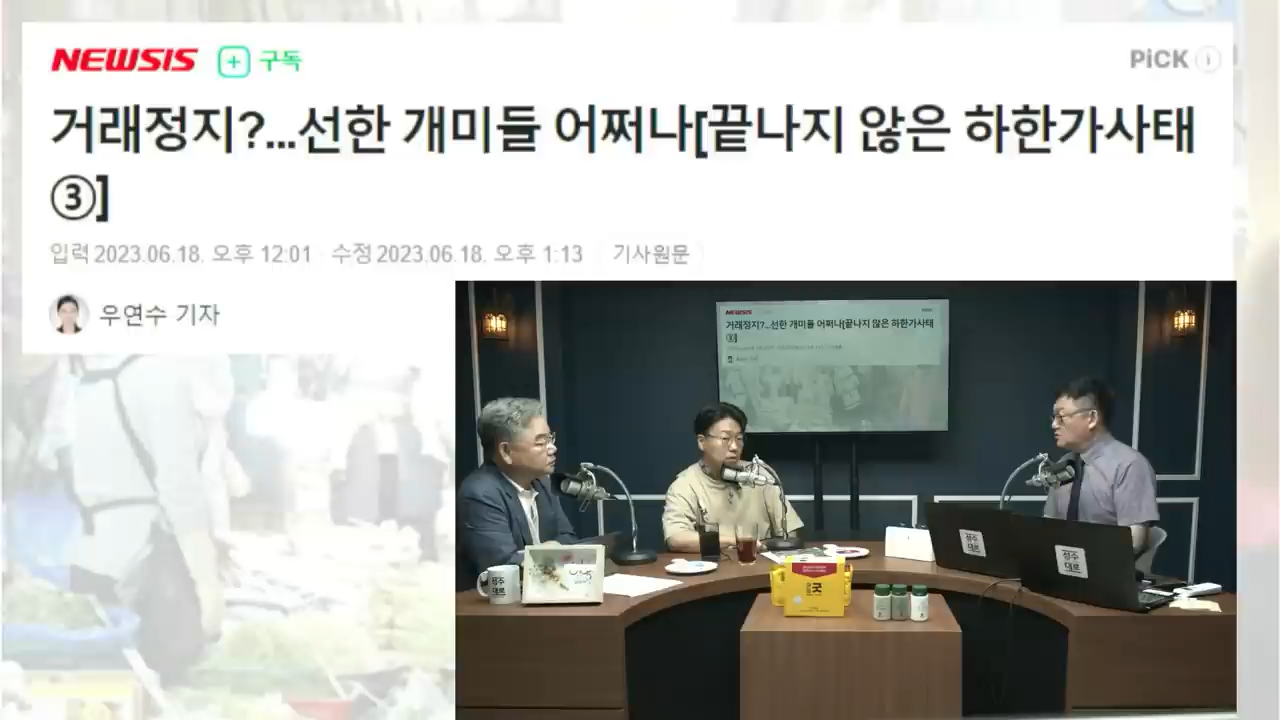 NEWSIS + 구독 PiCK i
거래정지?...선한 개미들 어쩌나[끝나지 않은 하한가사태
③]
입력 2023.06.18. 오후 12:01 · 수정 2023.06.18. 오후 1:13 기사원문
우연수 기자
NEWSIS
거래정지?...선한 개미들 어쩌나[끝나지 않은 하한가사태
③]
정수
대로
정수
대로
정수
대로
굿